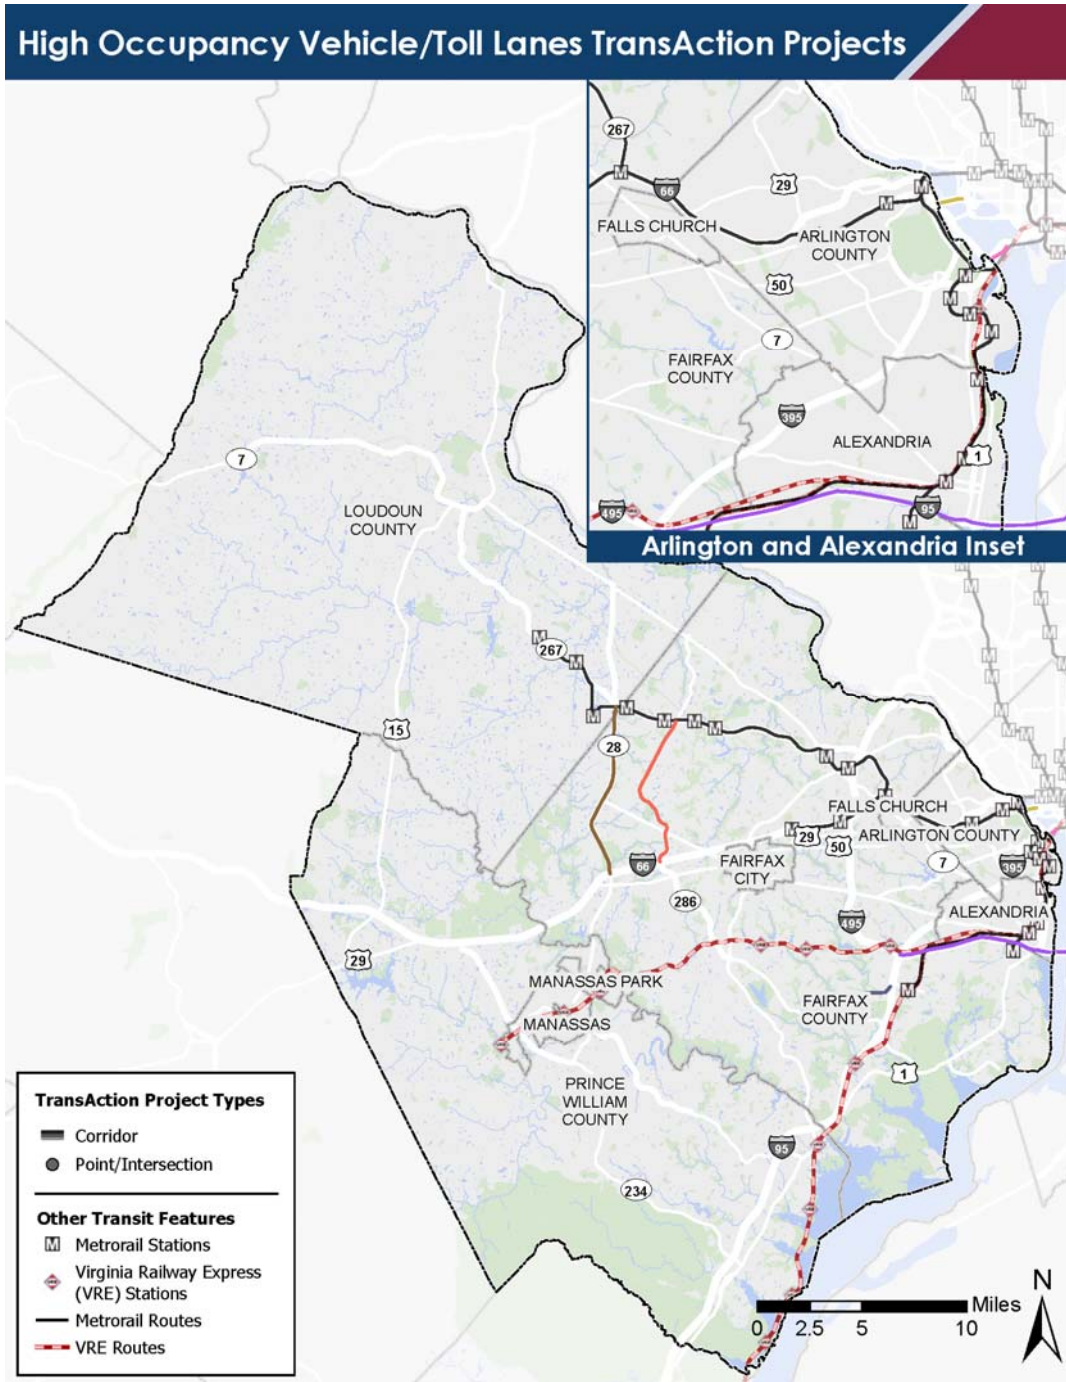 High Occupancy Vehicle/Toll Lanes TransAction Projects
267
66
29
FALLS CHURCH
ARLINGTON
COUNTY
50
7
FAIRFAX
COUNTY
395
ALEXANDRIA
1
495
95
Arlington and Alexandria Inset
7
LOUDOUN
COUNTY
267
15
28
FALLS CHURCH
29
ARLINGTON COUNTY
50
66
FAIRFAX
CITY
7
395
286
ALEXANDRIA
495
29
MANASSAS PARK
FAIRFAX
COUNTY
MANASSAS
1
PRINCE
WILLIAM
COUNTY
95
234
TransAction Project Types
Corridor
Point/Intersection
Other Transit Features
M Metrorail Stations
Virginia Railway Express
(VRE) Stations
Metrorail Routes
VRE Routes
N
Miles
0 2.5 5 10